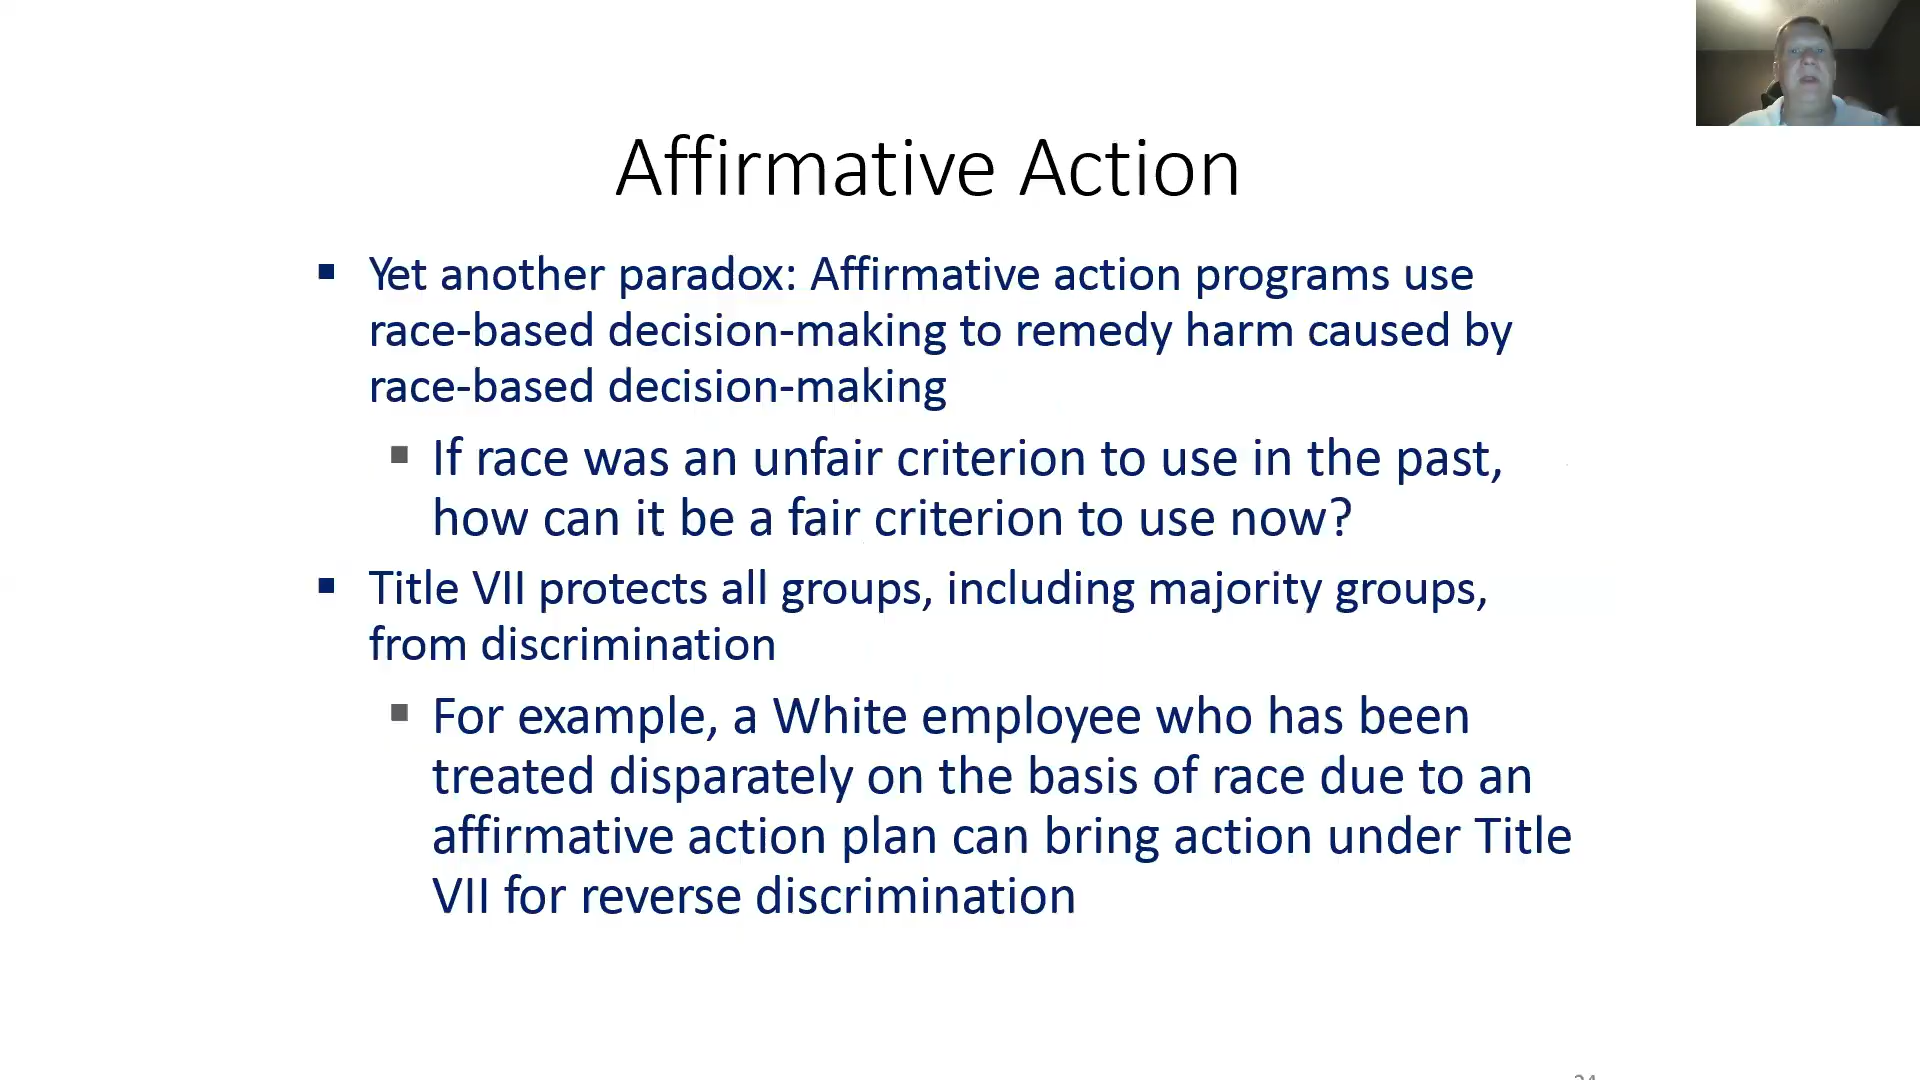 Affirmative Action
Yet another paradox: Affirmative action programs use
race-based decision-making to remedy harm caused by
race-based decision-making
If race was an unfair criterion to use in the past,
how can it be a fair criterion to use now?
Title VII protects all groups, including majority groups,
from discrimination
For example, a White employee who has been
treated disparately on the basis of race due to an
affirmative action plan can bring action under Title
VII for reverse discrimination